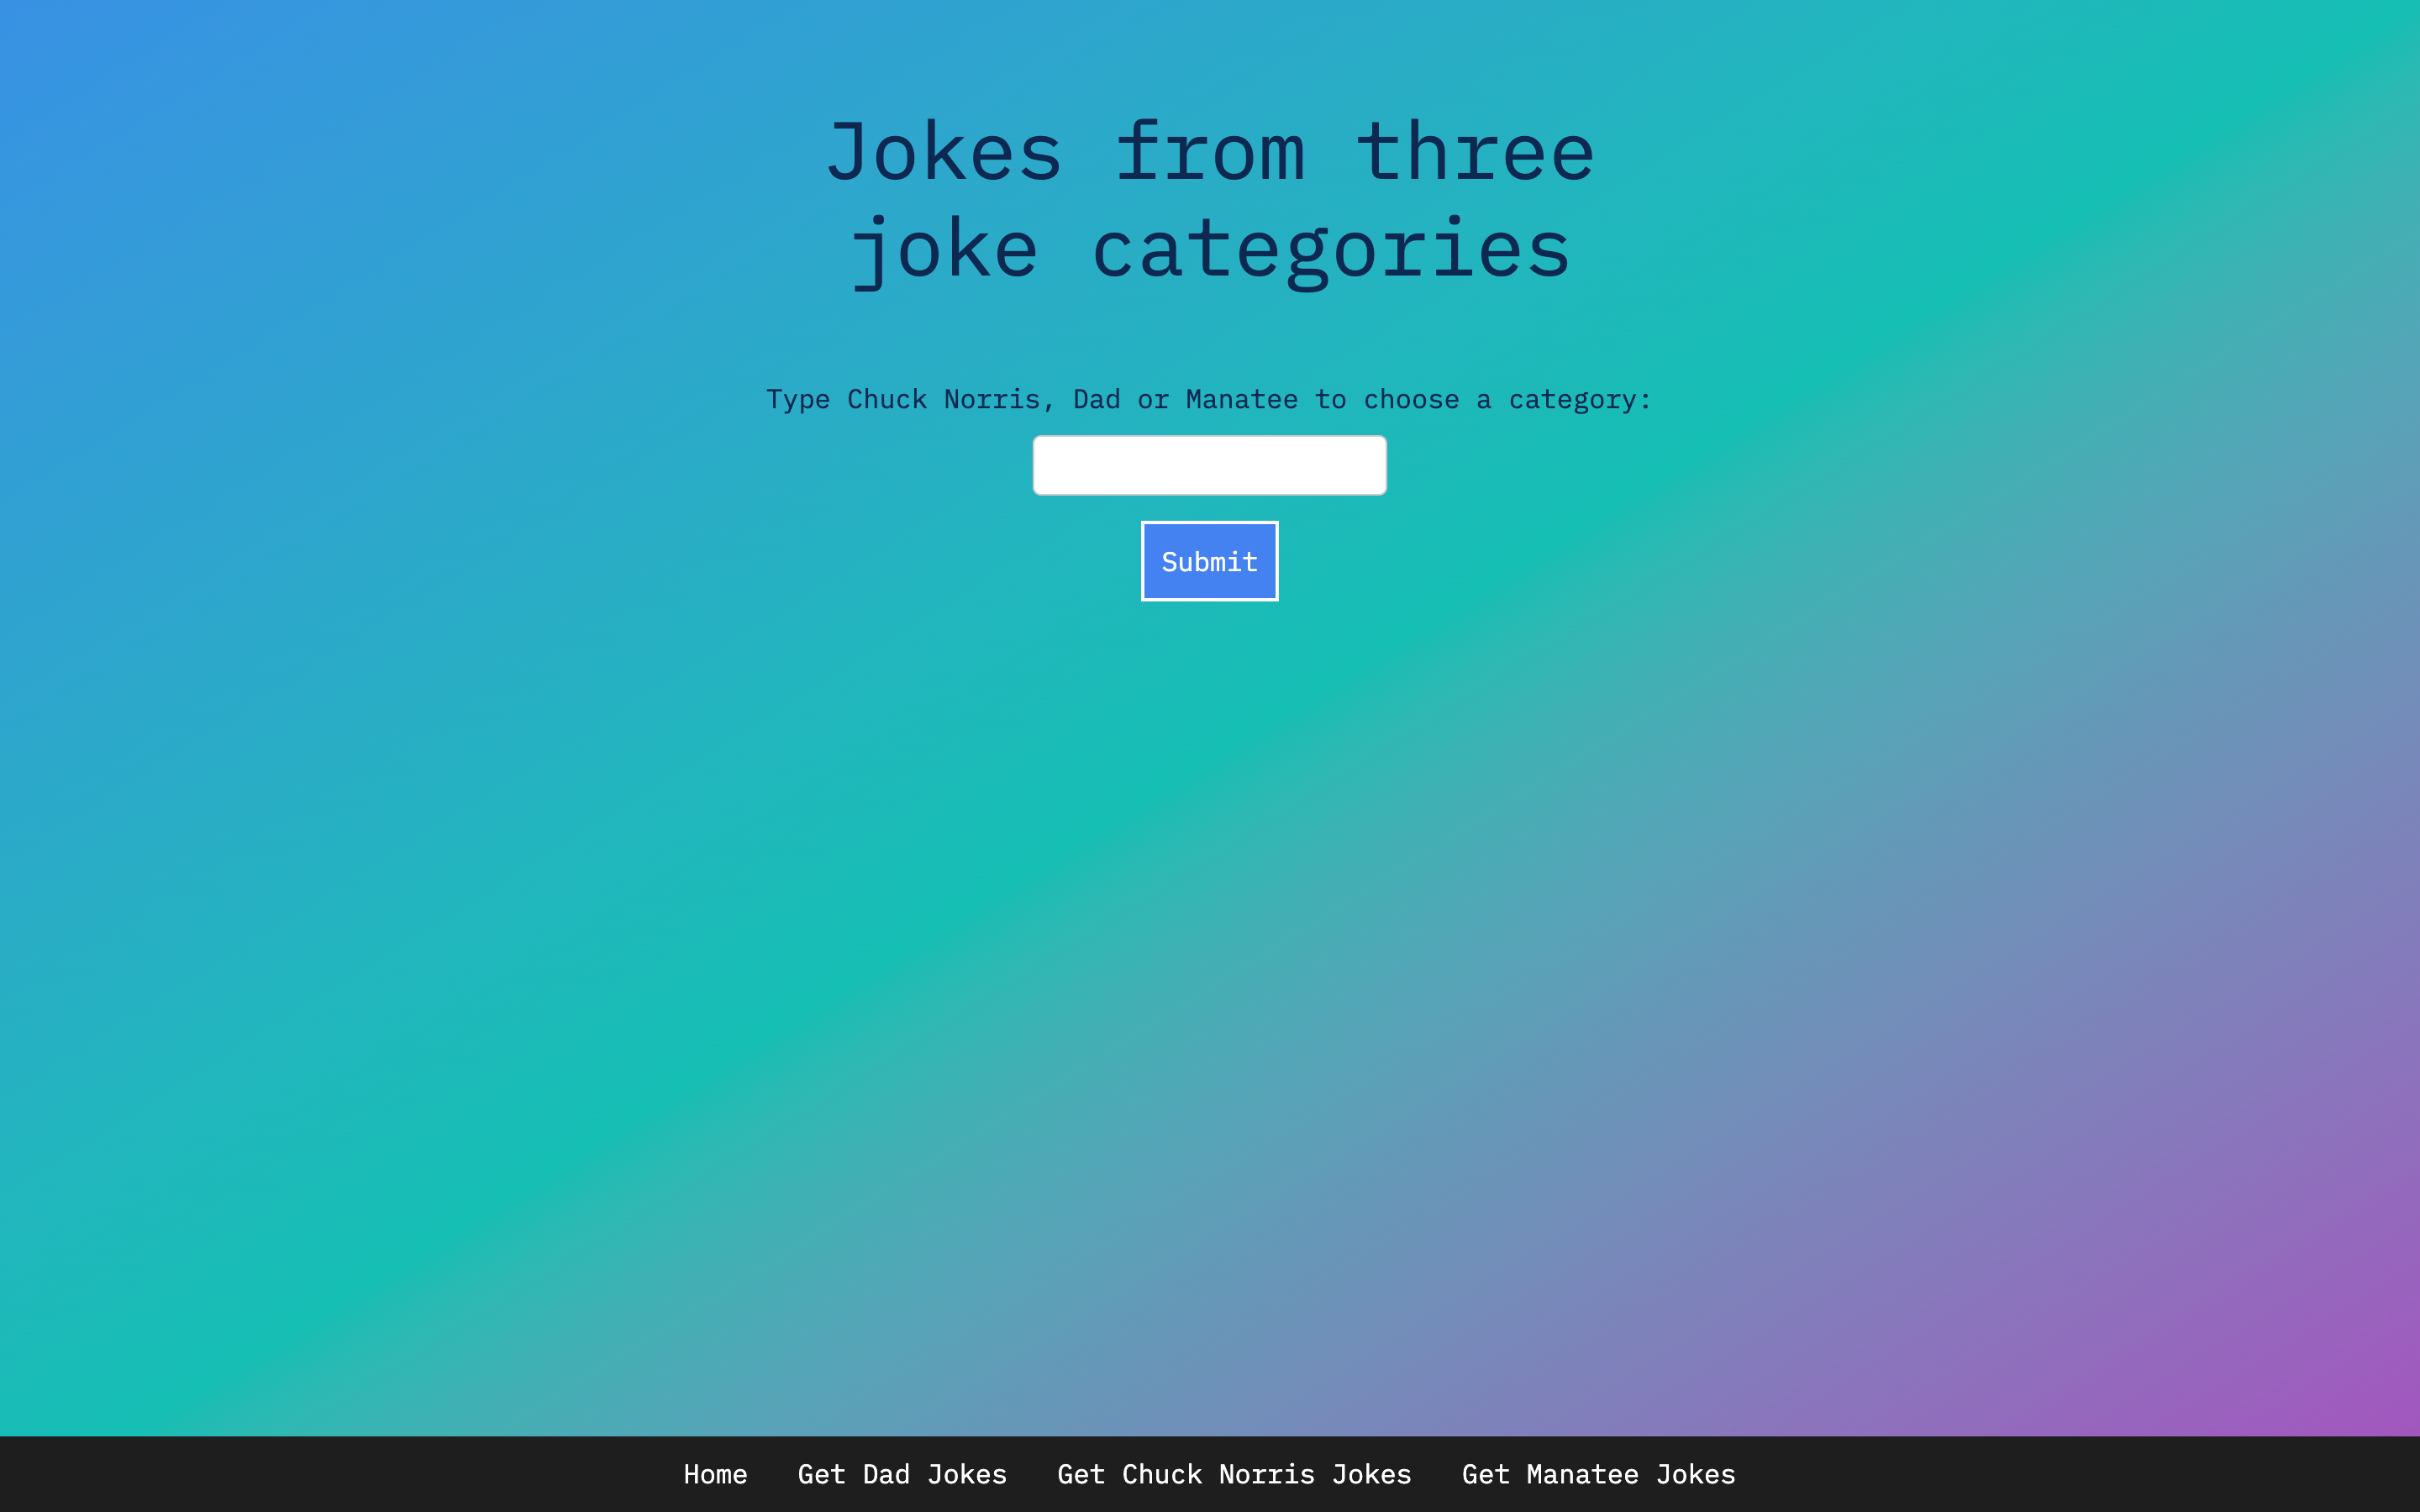 Jokes from three
joke categories
Type Chuck Norris, Dad or Manatee to choose a category:
Submit
Home Get Dad Jokes Get Chuck Norris Jokes Get Manatee Jokes